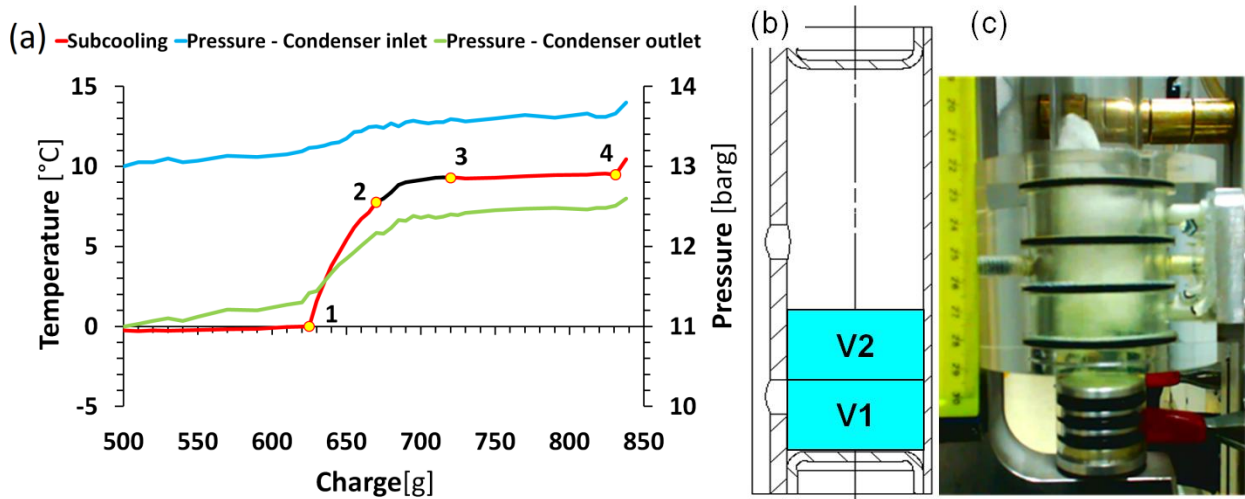 (a)
Subcooling Pressure - Condenser inlet Pressure - Condenser outlet
15
10
5
0
-5
Temperature [°C]
14
13
12
11
10
Pressure [barg]
1
2
3
4
500 550 600 650 700 750 800 850
Charge[g]
(b)
V2
V1
(c)